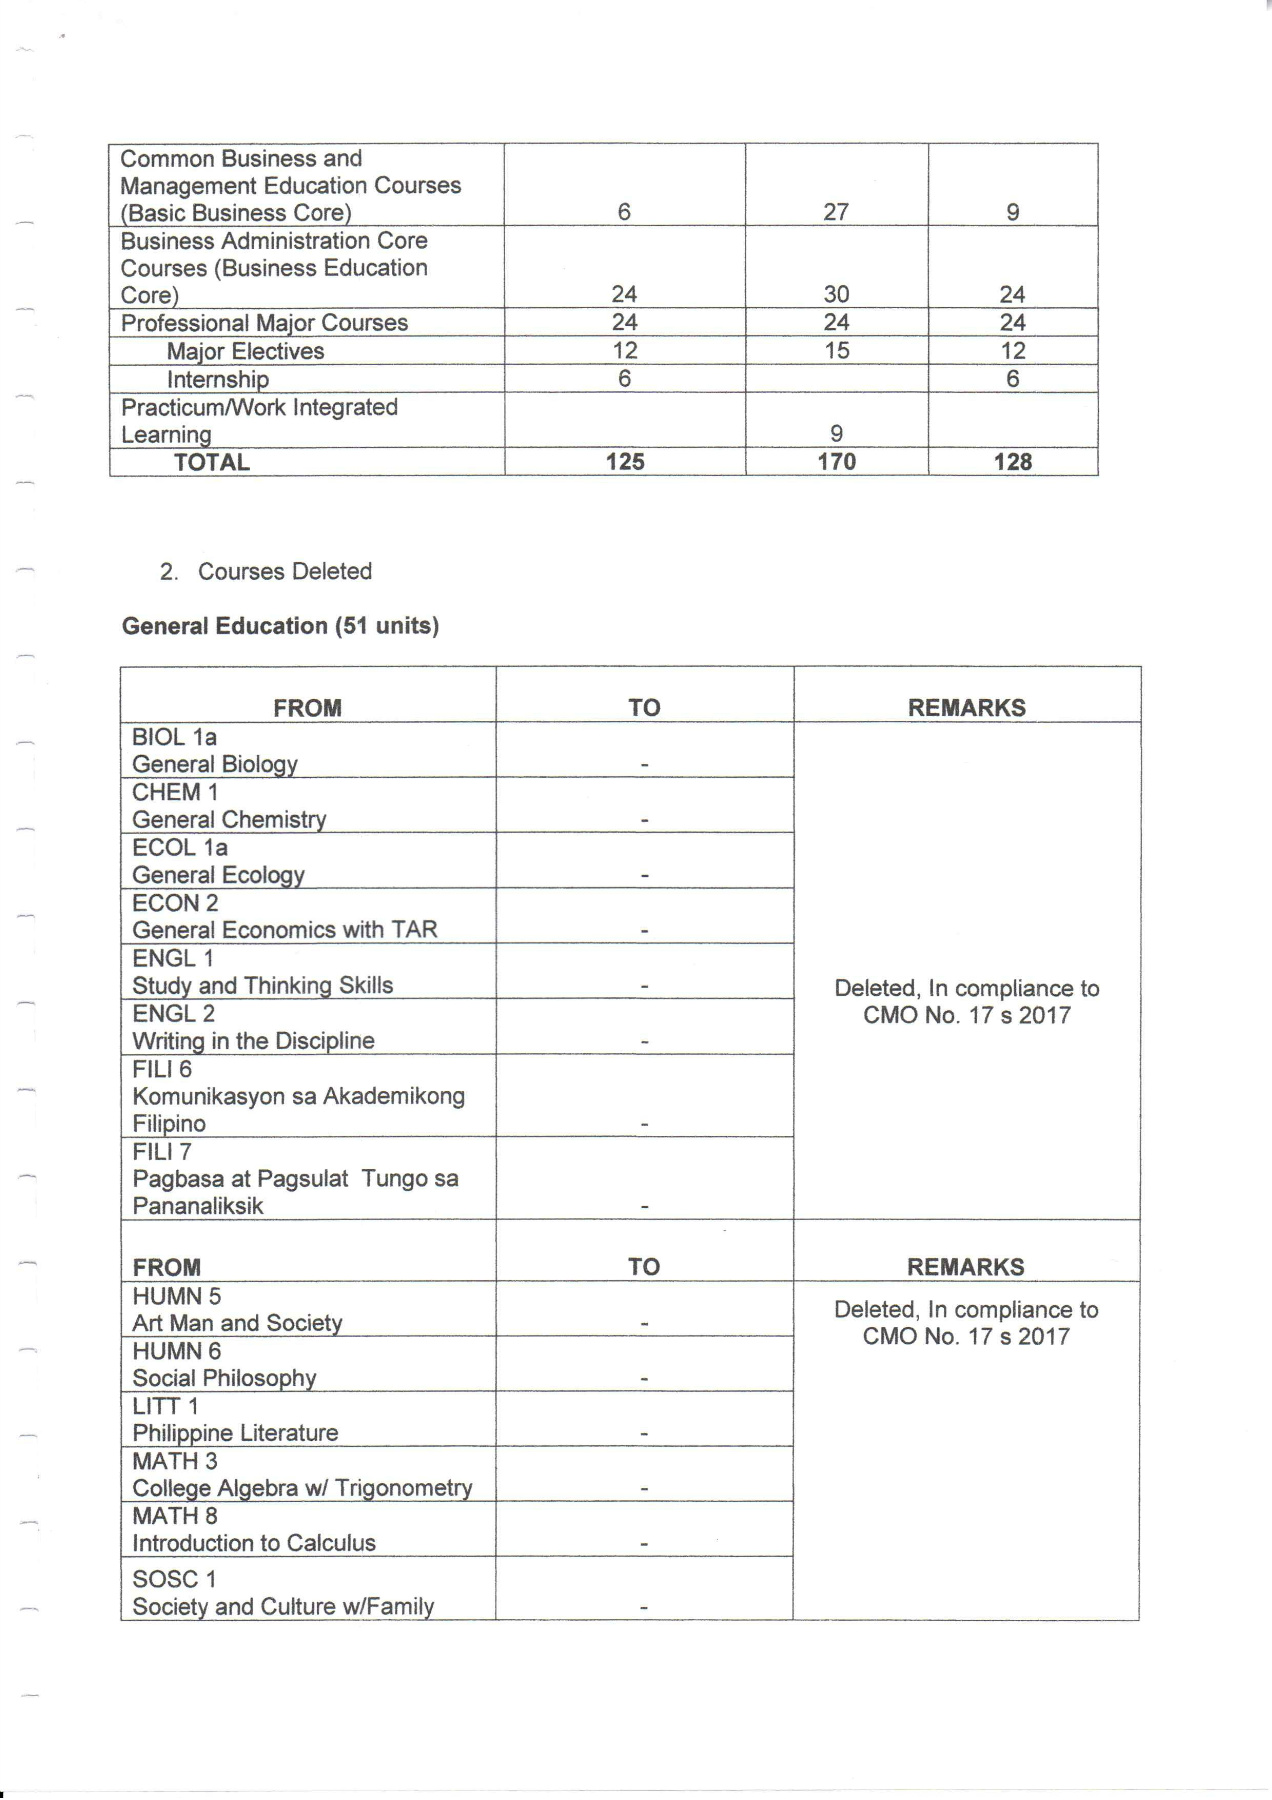 Common Business and
Management Education Courses
(Basic Business Core) 6 27 9
Business Administration Core
Courses (Business Education
Core) 24 30 24
Professional Major Courses 24 24 24
Major Electives 12 15 12
Internship 6 6
Practicum/Work Integrated
Learning 9
TOTAL 125 170 128
2. Courses Deleted
General Education (51 units)
FROM TO REMARKS
BIOL 1a
General Biology -
CHEM 1
General Chemistry -
ECOL 1a
General Ecology -
ECON 2
General Economics with TAR -
ENGL 1
Study and Thinking Skills -
ENGL 2
Writing in the Discipline -
FILI 6
Komunikasyon sa Akademikong
Filipino -
FILI 7
Pagbasa at Pagsulat Tungo sa
Pananaliksik -
Deleted, In compliance to
CMO No. 17 s 2017
FROM TO REMARKS
HUMN 5
Art Man and Society -
HUMN 6
Social Philosophy -
LITT 1
Philippine Literature -
MATH 3
College Algebra w/ Trigonometry -
MATH 8
Introduction to Calculus -
SOSC 1
Society and Culture w/Family -
Deleted, In compliance to
CMO No. 17 s 2017